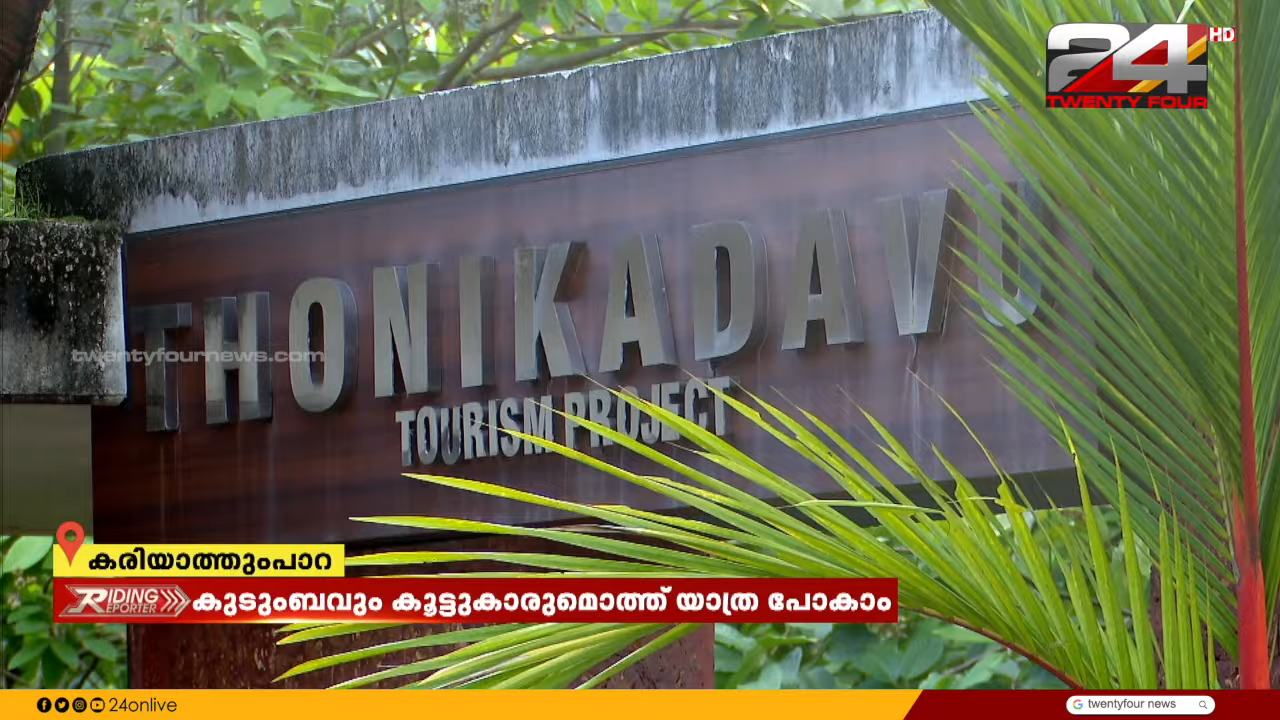 24 HD
TWENTY FOUR
THONIKADAVU
TOURISM PROJECT
twentyfournews.com
കരിയാത്തുംപാറ
RIDING
REPORTER
കുടുംബവും കൂട്ടുകാരുമൊത്ത് യാത്ര പോകാം
24onlive
twentyfour news